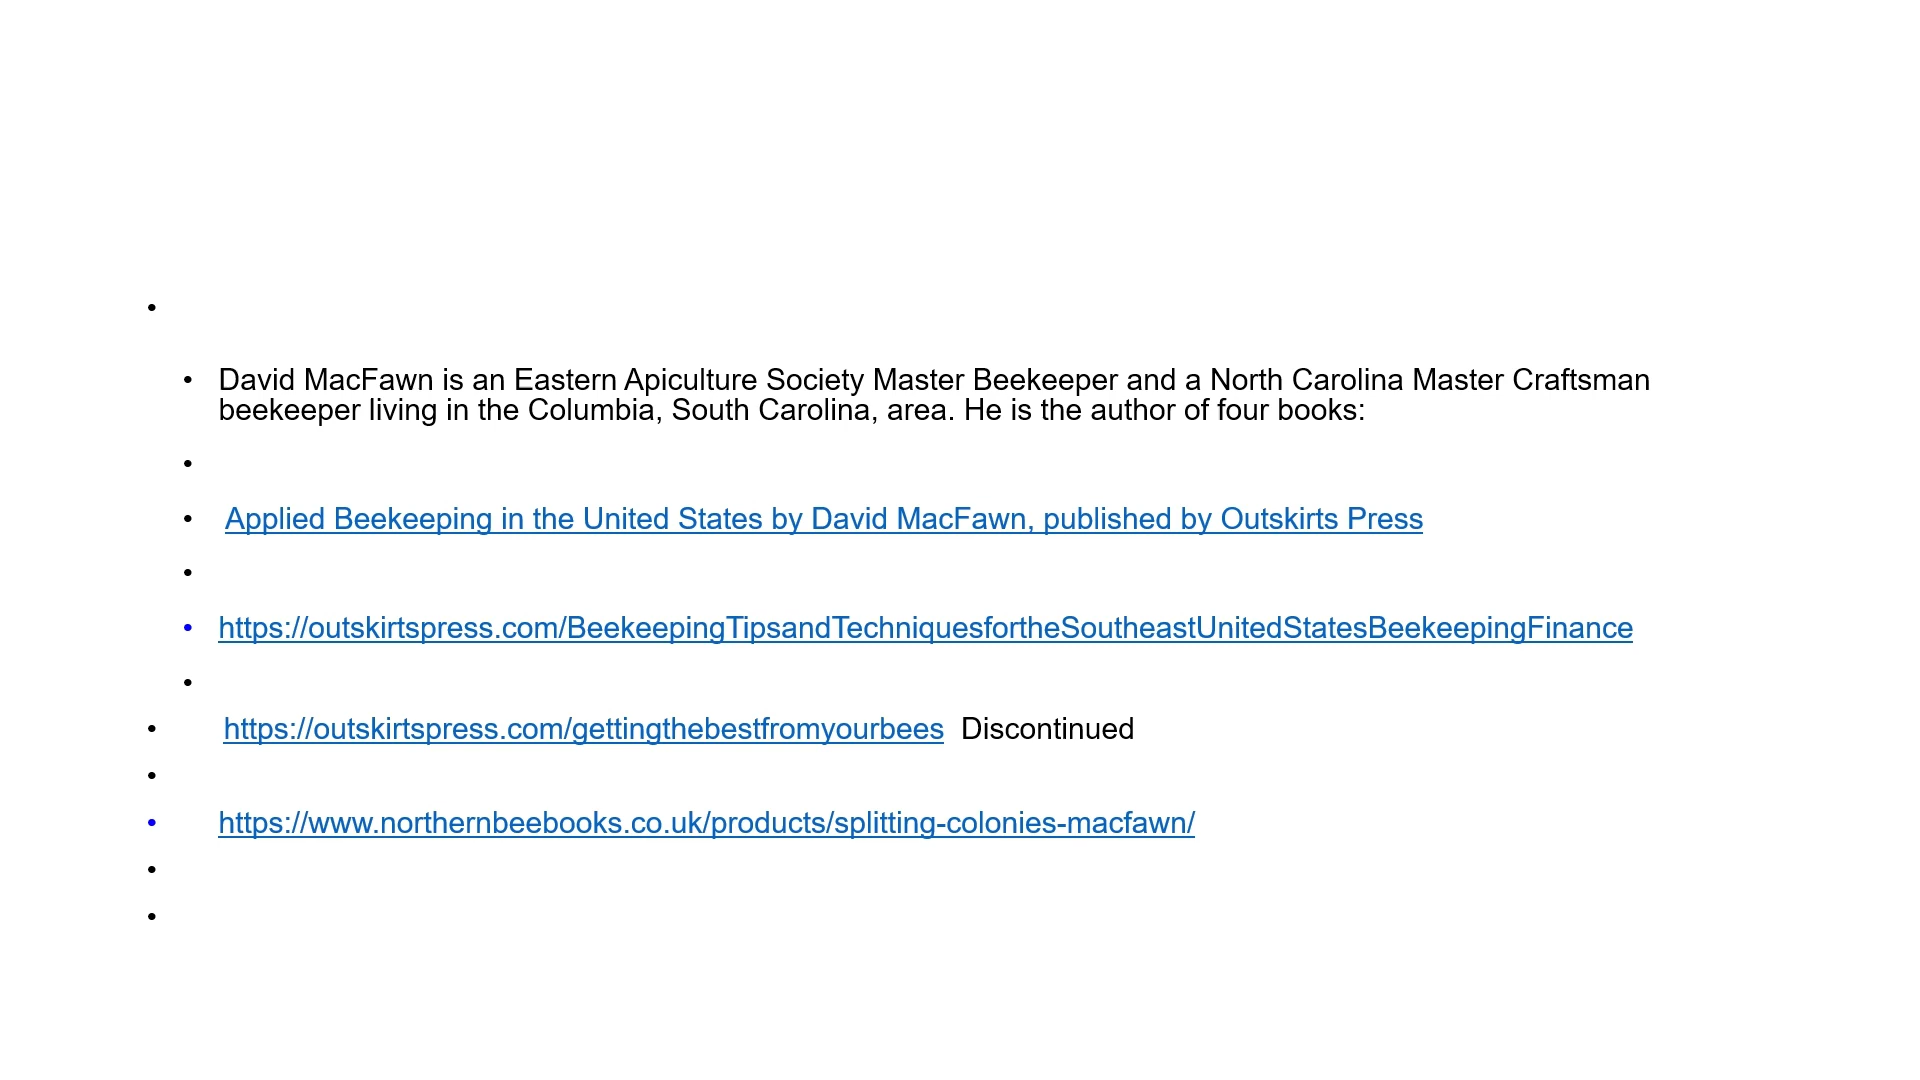 •
• David MacFawn is an Eastern Apiculture Society Master Beekeeper and a North Carolina Master Craftsman
beekeeper living in the Columbia, South Carolina, area. He is the author of four books:
•
• Applied Beekeeping in the United States by David MacFawn, published by Outskirts Press
•
• https://outskirtspress.com/BeekeepingTipsandTechniquesfortheSoutheastUnitedStatesBeekeepingFinance
•
• https://outskirtspress.com/gettingthebestfromyourbees Discontinued
•
• https://www.northernbeebooks.co.uk/products/splitting-colonies-macfawn/
•
•